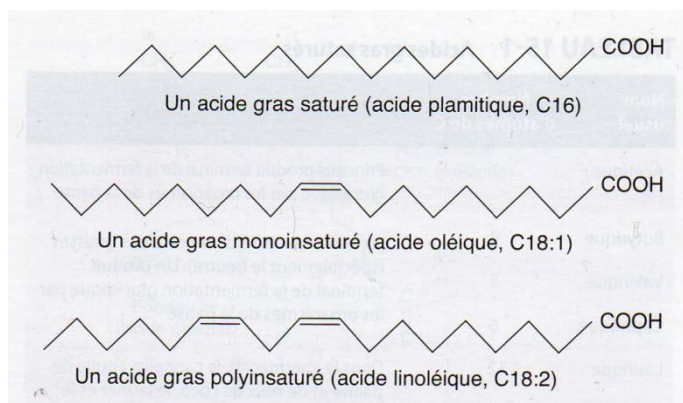 COOH
Un acide gras saturé (acide plamitique, C16)
COOH
Un acide gras monoinsaturé (acide oléique, C18:1)
COOH
Un acide gras polyinsaturé (acide linoléique, C18:2)